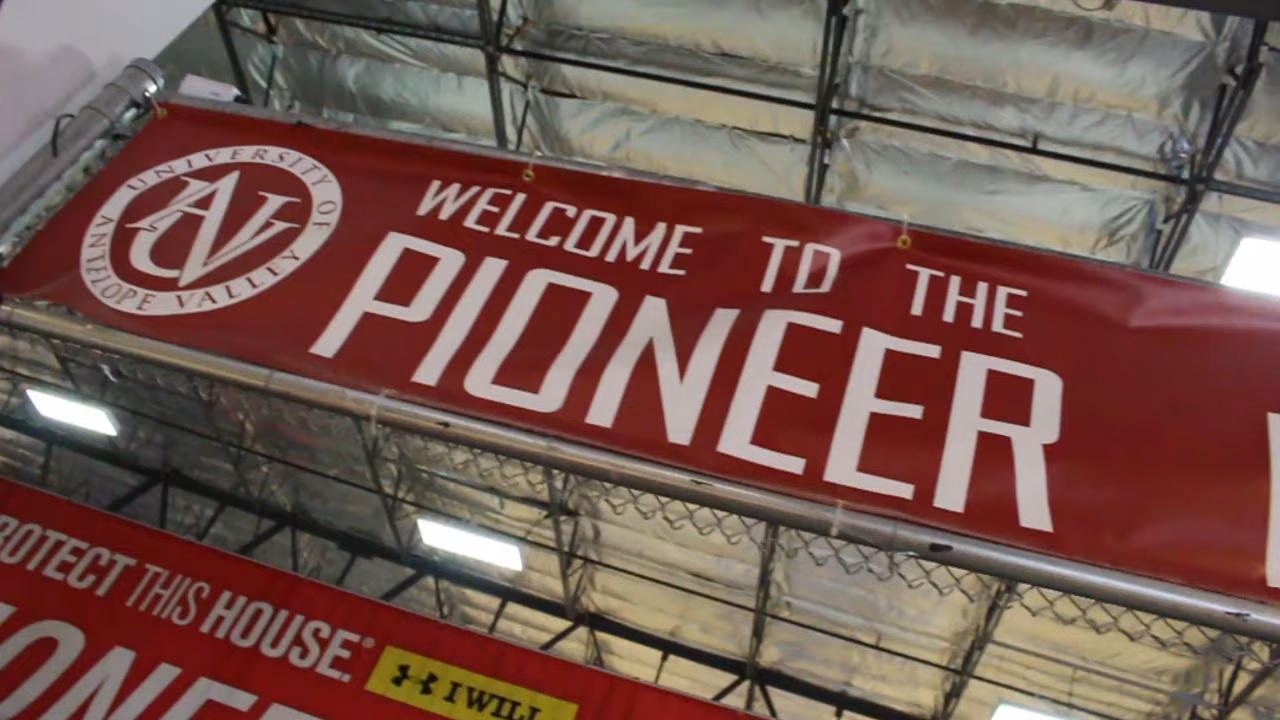 UNIVERSITY OF
ANTELOPE VALLEY
AV
WELCOME TO THE
PIONEER
THIS HOUSE®
I WILL